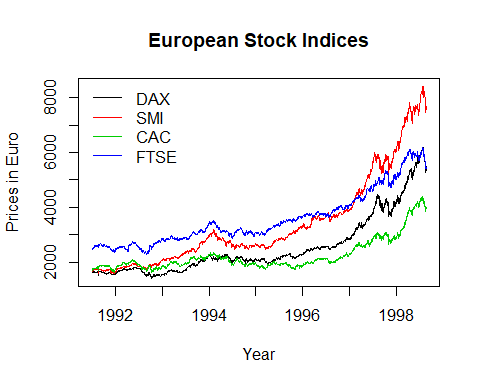 European Stock Indices
DAX
SMI
CAC
FTSE
Prices in Euro
8000
6000
4000
2000
1992 1994 1996 1998
Year